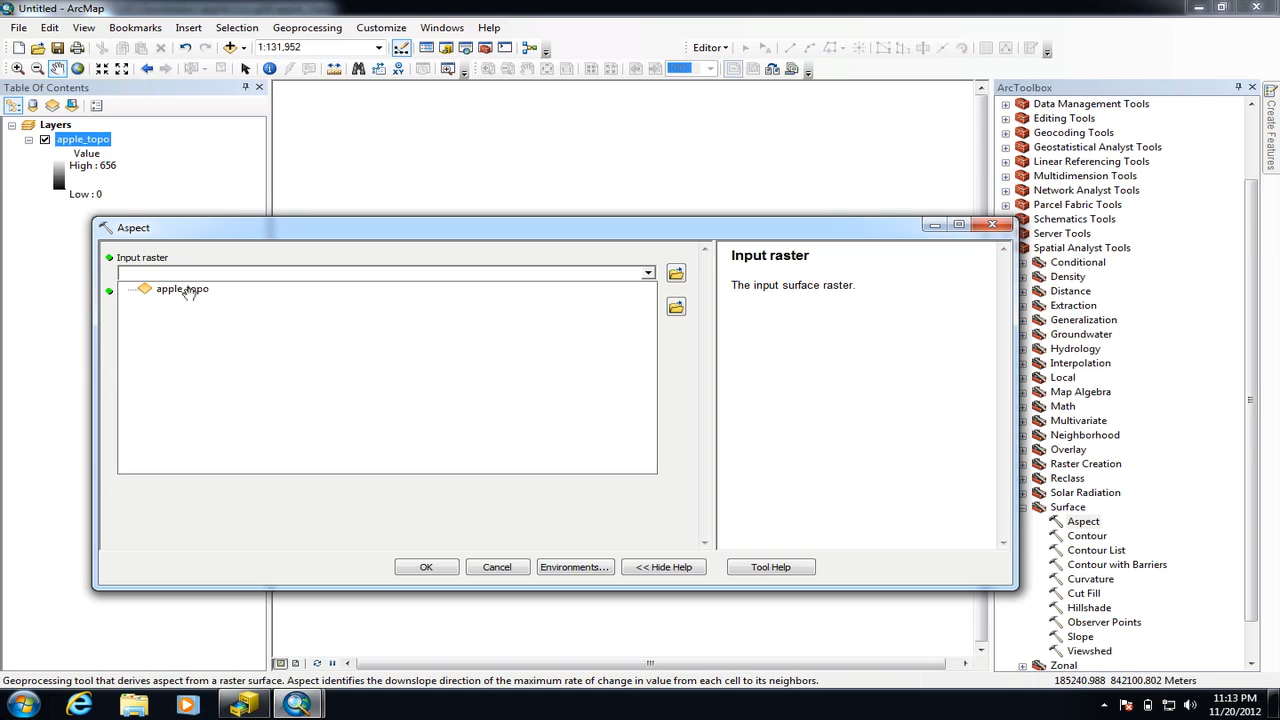 Untitled - ArcMap
File Edit View Bookmarks Insert Selection Geoprocessing Customize Windows Help
1:131,952
Editor
Table Of Contents
ArcToolbox
Create Features
Layers
apple_topo
Value
High : 656
Low : 0
Data Management Tools
Editing Tools
Geocoding Tools
Geostatistical Analyst Tools
Linear Referencing Tools
Multidimension Tools
Network Analyst Tools
Parcel Fabric Tools
Schematics Tools
Server Tools
Spatial Analyst Tools
Conditional
Density
Distance
Extraction
Generalization
Groundwater
Hydrology
Interpolation
Local
Map Algebra
Math
Multivariate
Neighborhood
Overlay
Raster Creation
Reclass
Solar Radiation
Surface
Aspect
Contour
Contour List
Contour with Barriers
Curvature
Cut Fill
Hillshade
Observer Points
Slope
Viewshed
Zonal
Aspect
Input raster
apple_topo
Input raster
The input surface raster.
OK
Cancel
Environments...
<< Hide Help
Tool Help
Geoprocessing tool that derives aspect from a raster surface. Aspect identifies the downslope direction of the maximum rate of change in value from each cell to its neighbors.
185240.988 842100.802 Meters
11:13 PM
11/20/2012